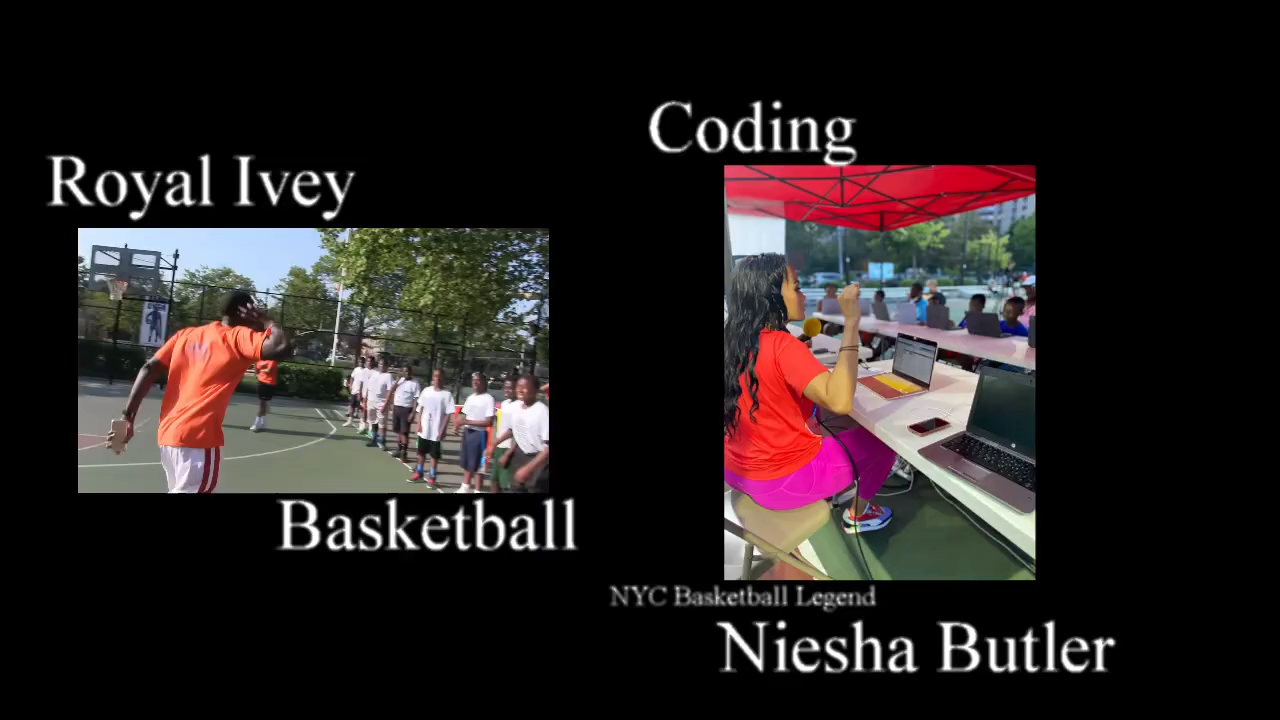 Royal Ivey
Basketball
Coding
NYC Basketball Legend
Niesha Butler